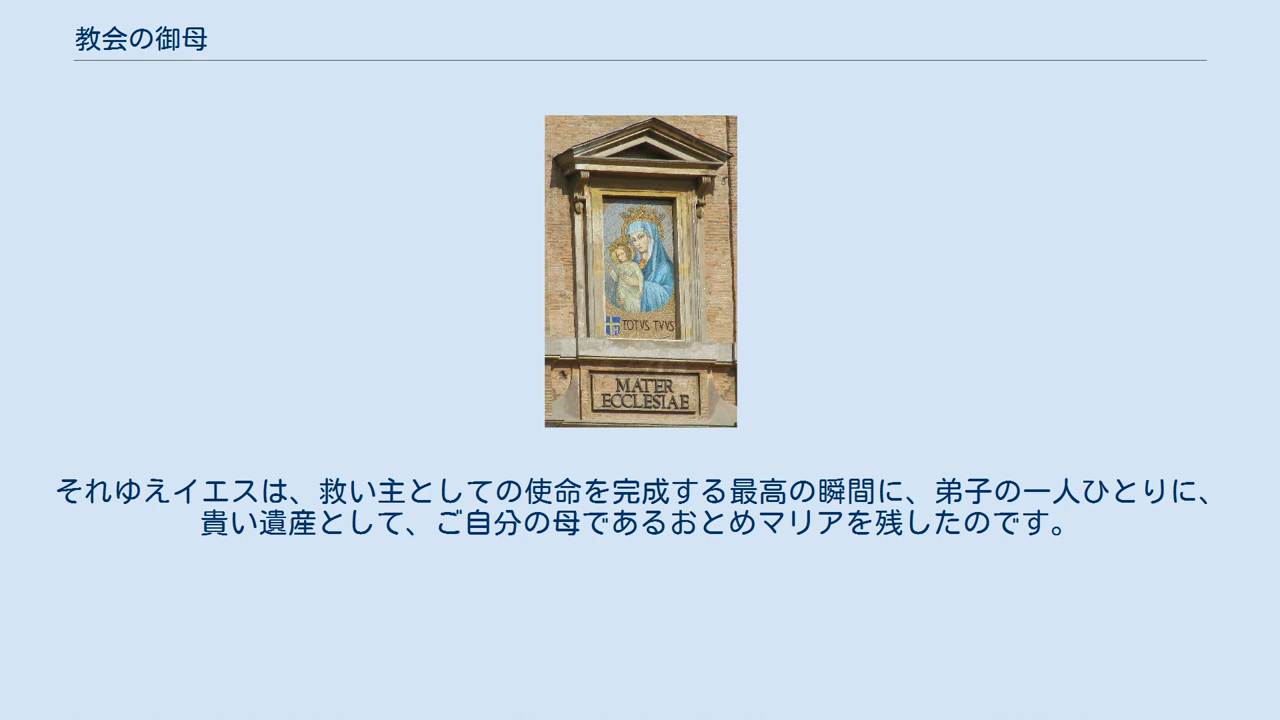 教会の御母
TOTVS TVVS
MATER
ECCLESIAE
それゆえイエスは、救い主としての使命を完成する最高の瞬間に、弟子の一人ひとりに、
貴い遺産として、ご自分の母であるおとめマリアを残したのです。